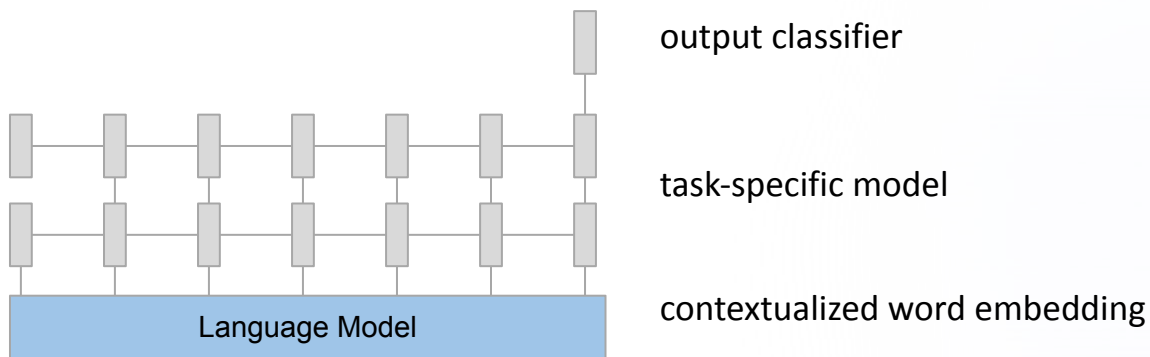 output classifier
task-specific model
contextualized word embedding
Language Model